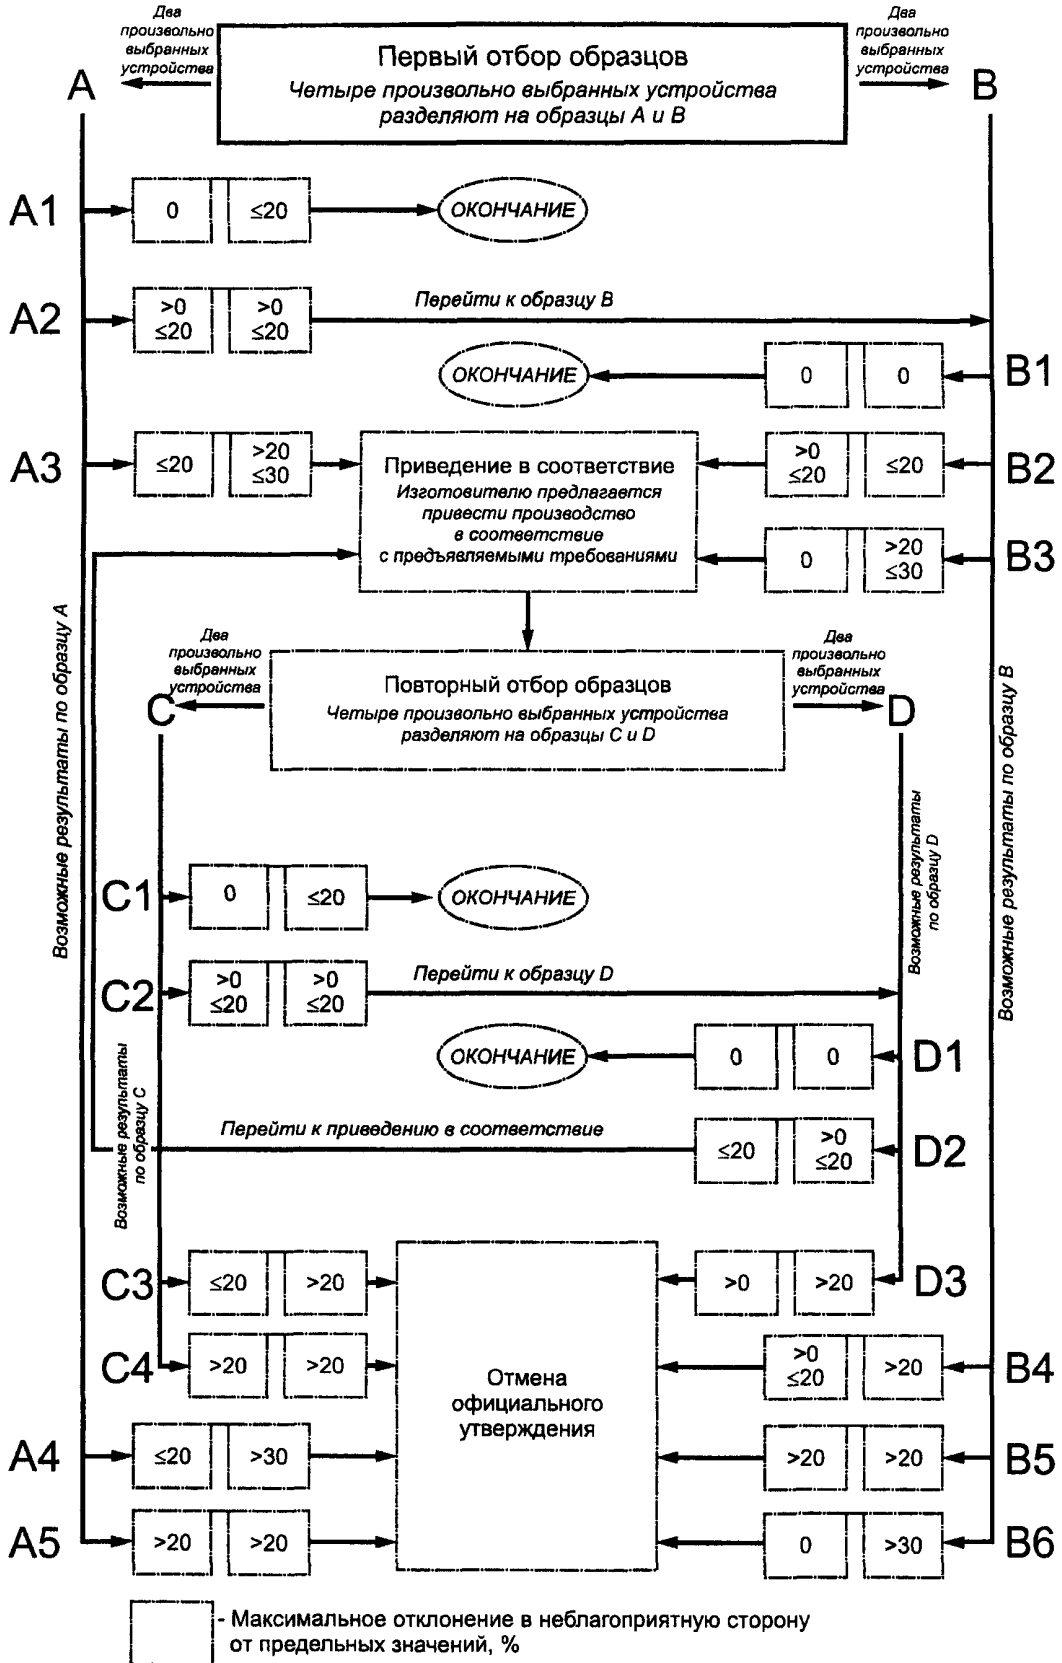 Два
произвольно
выбранных
устройства
A
Первый отбор образцов
Четыре произвольно выбранных устройства
разделяют на образцы A и B
Два
произвольно
выбранных
устройства
B
A1
0
≤20
ОКОНЧАНИЕ
A2
>0
≤20
>0
≤20
Перейти к образцу B
ОКОНЧАНИЕ
0
0
B1
A3
≤20
>20
≤30
Приведение в соответствие
Изготовителю предлагается
привести производство
в соответствие
с предъявляемыми требованиями
>0
≤20
≤20
B2
0
>20
≤30
B3
Возможные результаты по образцу A
Возможные результаты по образцу B
Два
произвольно
выбранных
устройства
C
Повторный отбор образцов
Четыре произвольно выбранных устройства
разделяют на образцы C и D
Два
произвольно
выбранных
устройства
D
Возможные результаты
по образцу D
C1
0
≤20
ОКОНЧАНИЕ
C2
>0
≤20
>0
≤20
Перейти к образцу D
ОКОНЧАНИЕ
0
0
D1
Возможные результаты
по образцу C
Перейти к приведению в соответствие
≤20
>0
≤20
D2
C3
≤20
>20
>0
>20
D3
C4
>20
>20
Отмена
официального
утверждения
>0
≤20
>20
B4
A4
≤20
>30
>20
>20
B5
A5
>20
>20
0
>30
B6
- Максимальное отклонение в неблагоприятную сторону
от предельных значений, %